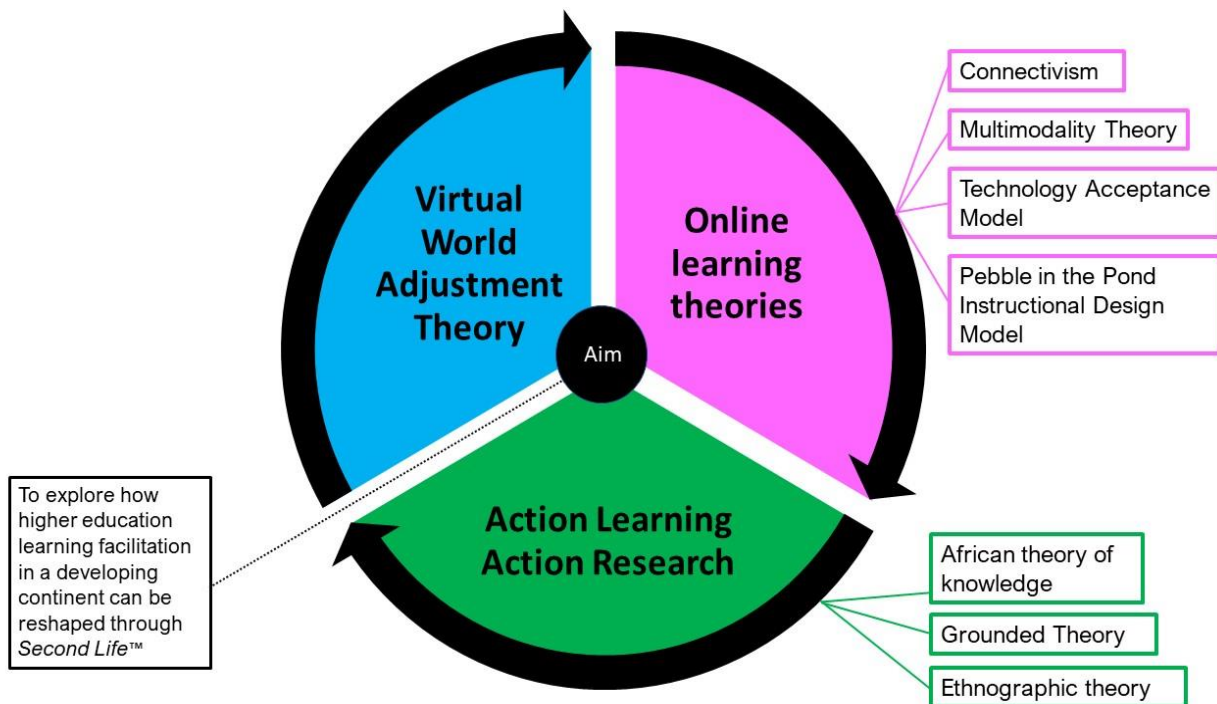 Virtual
World
Adjustment
Theory
Online
learning
theories
Aim
Action Learning
Action Research
Connectivism
Multimodality Theory
Technology Acceptance
Model
Pebble in the Pond
Instructional Design
Model
To explore how
higher education
learning facilitation
in a developing
continent can be
reshaped through
Second Life™
African theory of
knowledge
Grounded Theory
Ethnographic theory